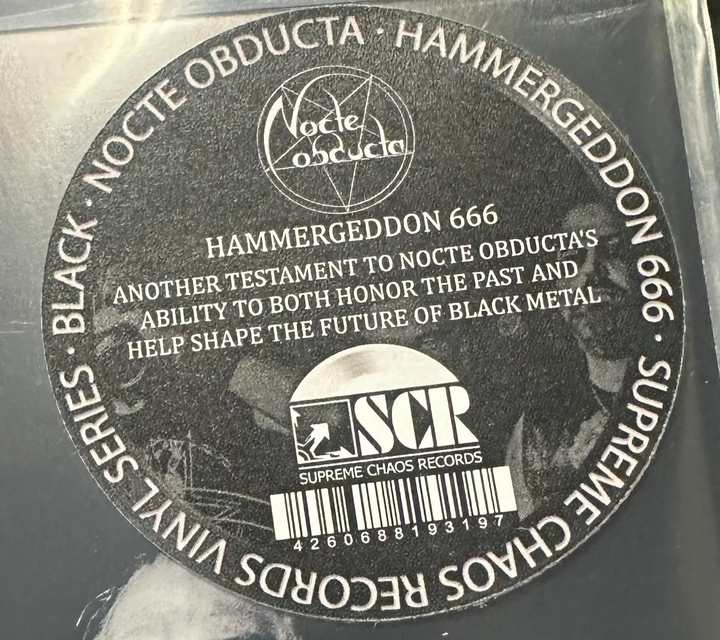 BLACK · NOCTE OBDUCTA · HAMMERGEDDON 666 · SUPREME CHAOS RECORDS VINYL SERIES ·
Nocte
obducta
HAMMERGEDDON 666
ANOTHER TESTAMENT TO NOCTE OBDUCTA'S
ABILITY TO BOTH HONOR THE PAST AND
HELP SHAPE THE FUTURE OF BLACK METAL
SCR
SUPREME CHAOS RECORDS
4260688193197